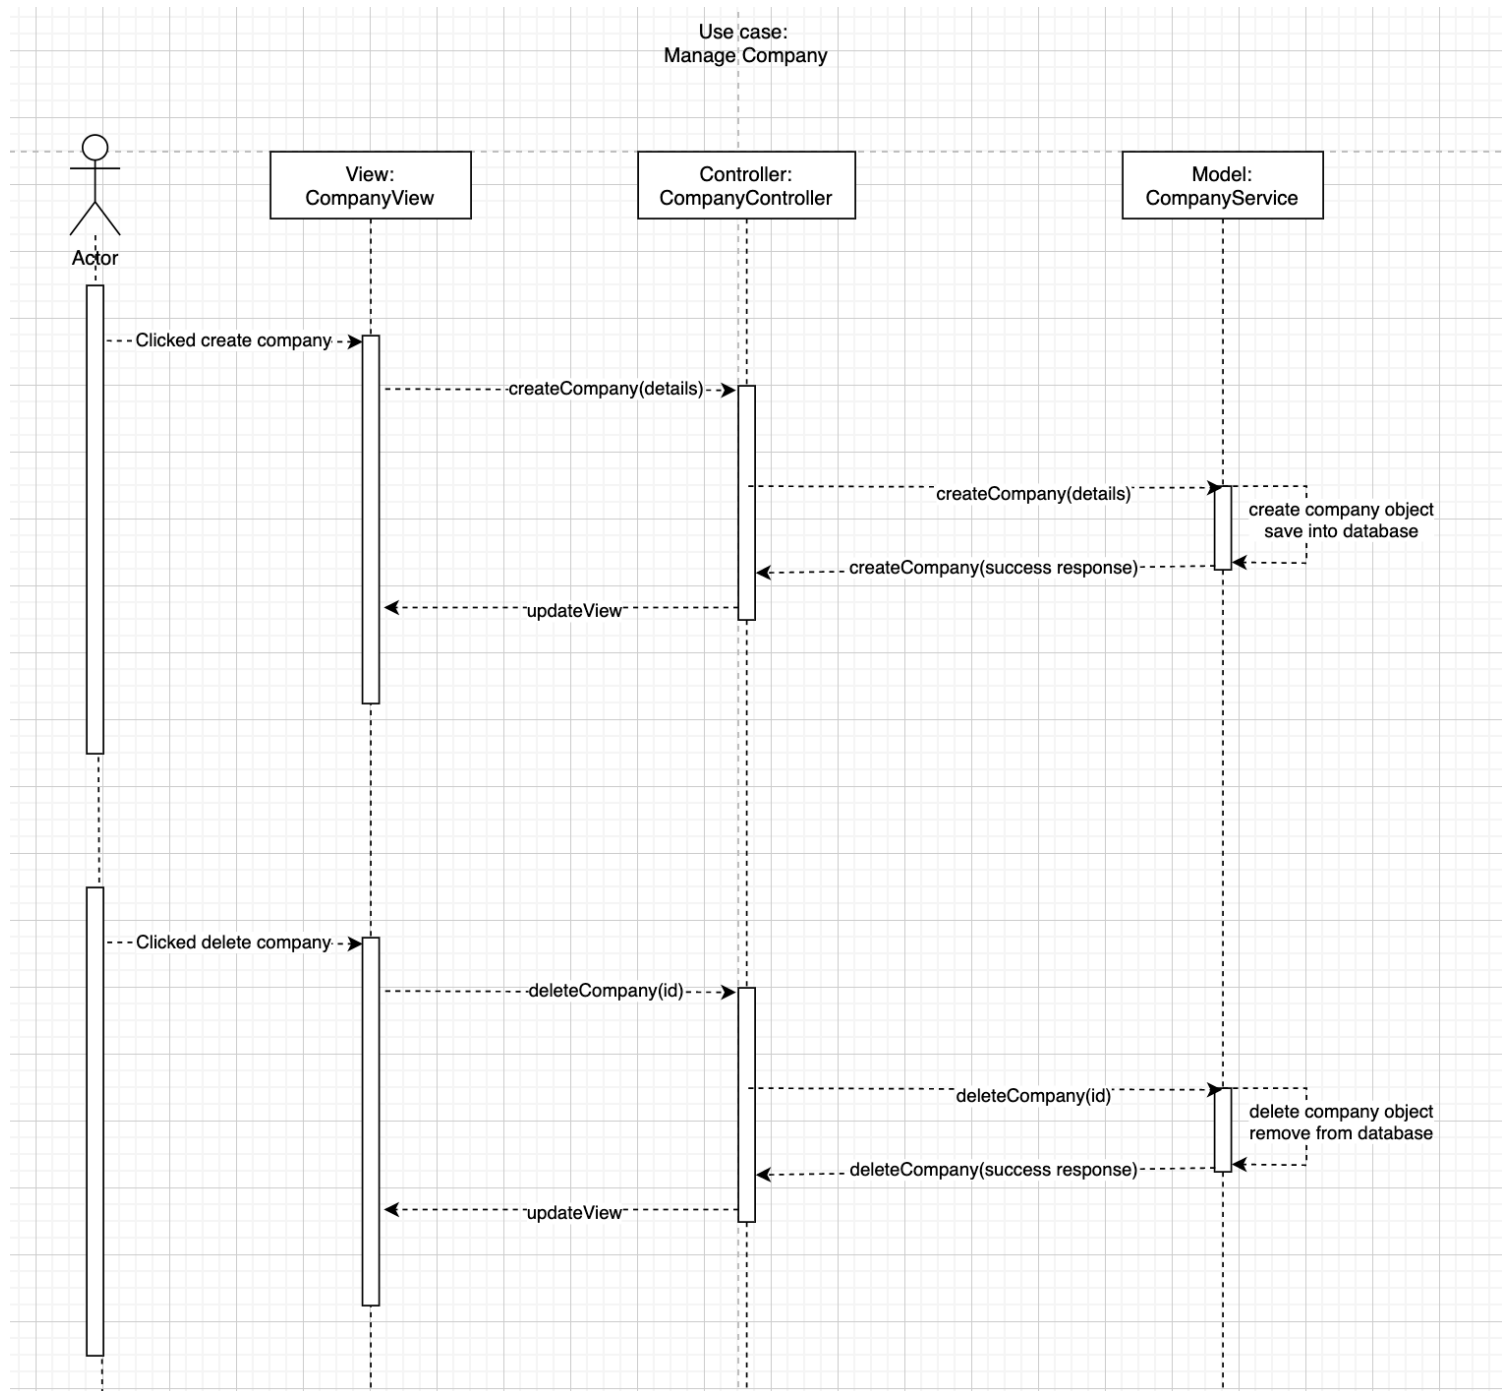 Use case:
Manage Company
Actor
View:
CompanyView
Controller:
CompanyController
Model:
CompanyService
Clicked create company
createCompany(details)
createCompany(details)
create company object
save into database
createCompany(success response)
updateView
Clicked delete company
deleteCompany(id)
deleteCompany(id)
delete company object
remove from database
deleteCompany(success response)
updateView